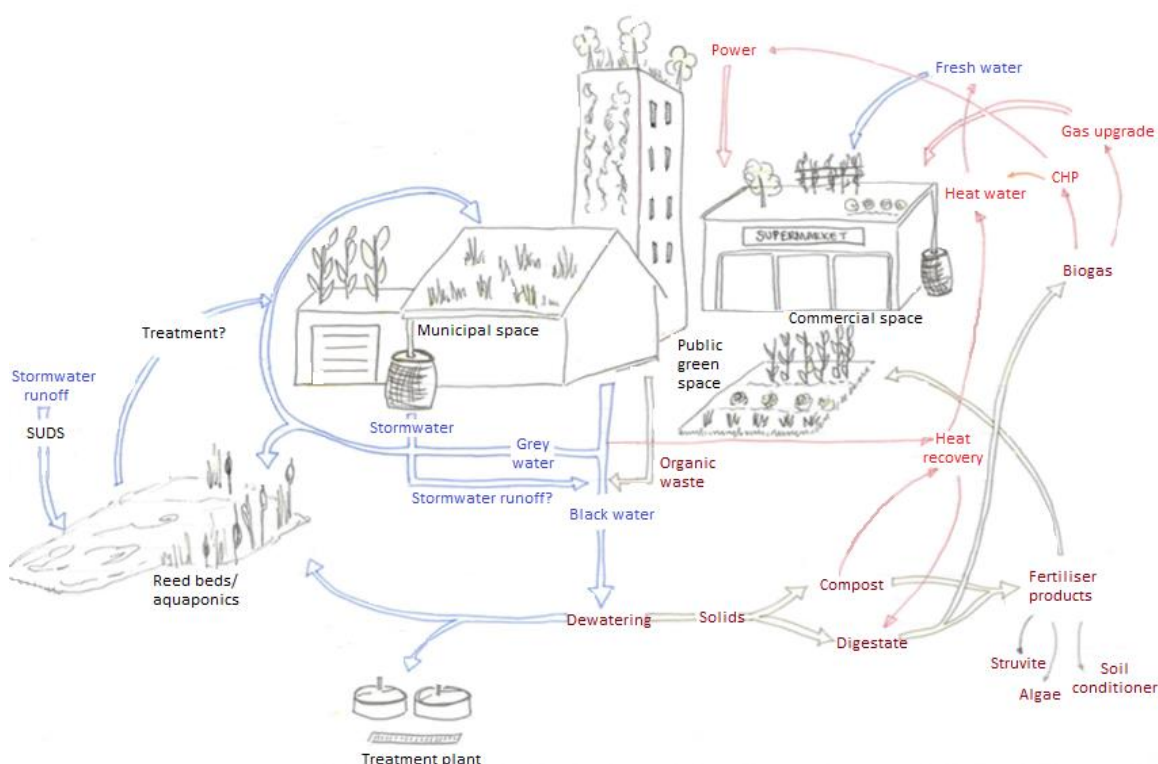 Power
Fresh water
Gas upgrade
CHP
Heat water
SUPERMARKET
Biogas
Commercial space
Municipal space
Treatment?
Public
green
space
Stormwater
runoff
SUDS
Stormwater
Grey
water
Heat
recovery
Organic
waste
Stormwater runoff?
Black water
Reed beds/
aquaponics
Compost
Fertiliser
products
Dewatering
Solids
Digestate
Struvite
Algae
Soil
conditioner
Treatment plant